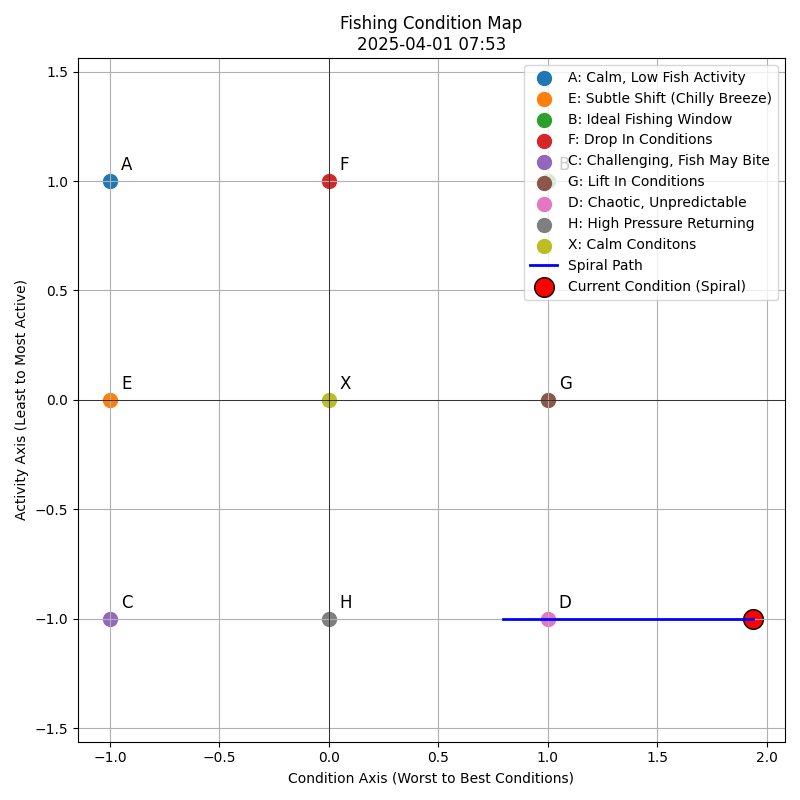 Fishing Condition Map
2025-04-01 07:53
A: Calm, Low Fish Activity
E: Subtle Shift (Chilly Breeze)
B: Ideal Fishing Window
F: Drop In Conditions
C: Challenging, Fish May Bite
G: Lift In Conditions
D: Chaotic, Unpredictable
H: High Pressure Returning
X: Calm Conditons
Spiral Path
Current Condition (Spiral)
A
F
B
E
X
G
C
H
D
Activity Axis (Least to Most Active)
1.5
1.0
0.5
0.0
−0.5
−1.0
−1.5
−1.0
−0.5
0.0
0.5
1.0
1.5
2.0
Condition Axis (Worst to Best Conditions)